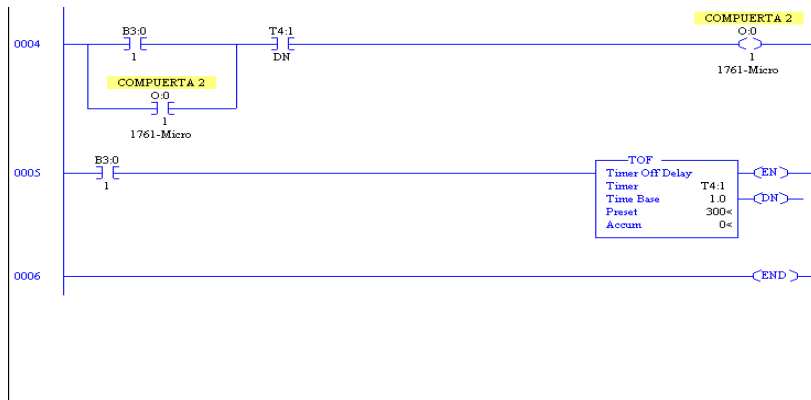 COMPUERTA 2
0004
B3:0
1
T4:1
DN
O:0
1
1761-Micro
COMPUERTA 2
O:0
1
1761-Micro
0005
B3:0
1
TOF
Timer Off Delay
Timer T4:1
Time Base 1.0
Preset 300<
Accum 0<
EN
DN
0006
END